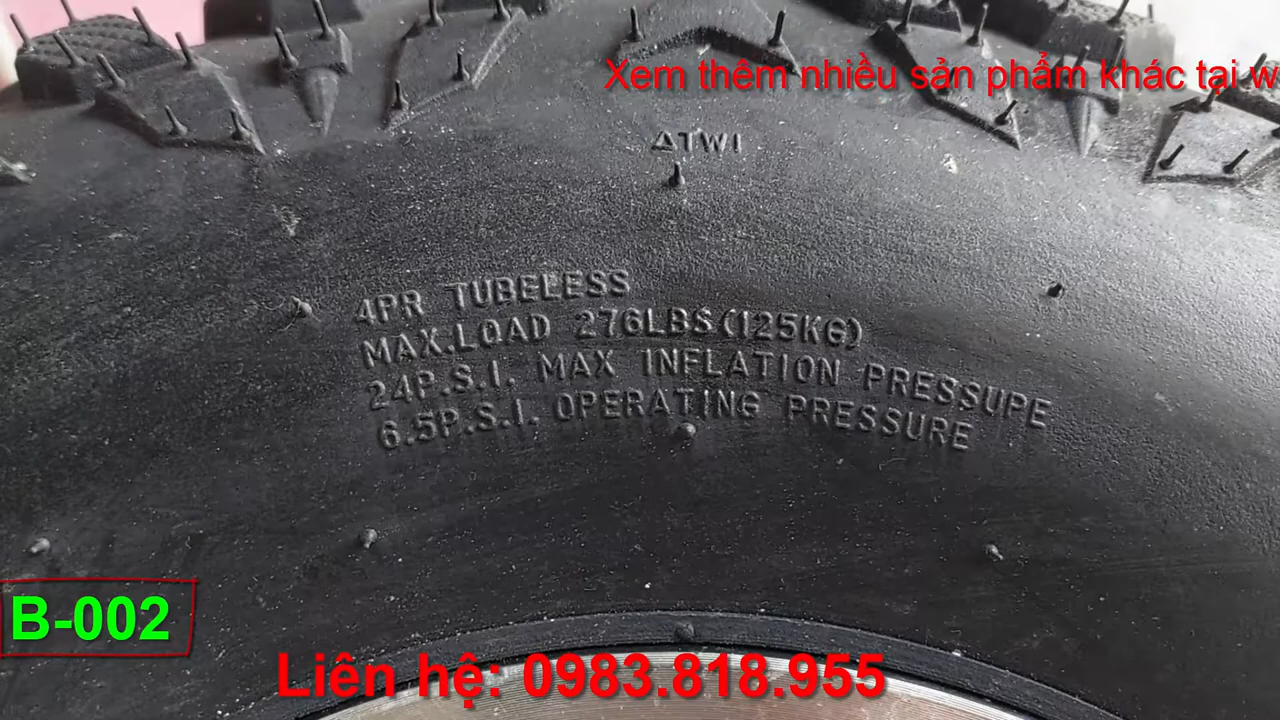 Xem thêm nhiều sản phẩm khác tại w
△TWI
4PR TUBELESS
MAX.LOAD 276LBS(125KG)
24P.S.I. MAX INFLATION PRESSUPE
6.5P.S.I. OPERATING PRESSURE
B-002
Liên hệ: 0983.818.955